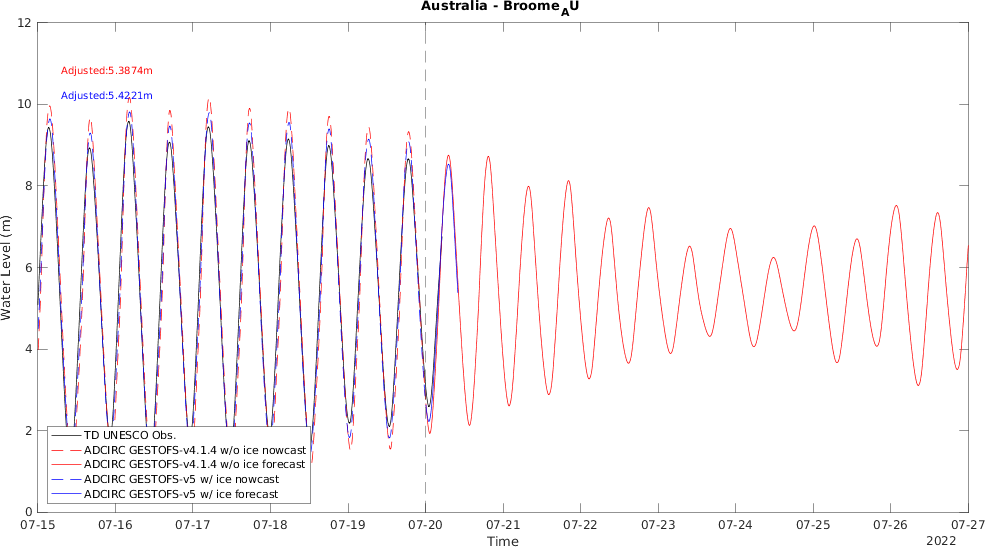 Australia - Broome_AU
12
Adjusted:5.3874m
10
Adjusted:5.4221m
8
6
4
2
0
Water Level (m)
TD UNESCO Obs.
ADCIRC GESTOFS-v4.1.4 w/o ice nowcast
ADCIRC GESTOFS-v4.1.4 w/o ice forecast
ADCIRC GESTOFS-v5 w/ ice nowcast
ADCIRC GESTOFS-v5 w/ ice forecast
07-15 07-16 07-17 07-18 07-19 07-20 07-21 07-22 07-23 07-24 07-25 07-26 07-27
Time
2022